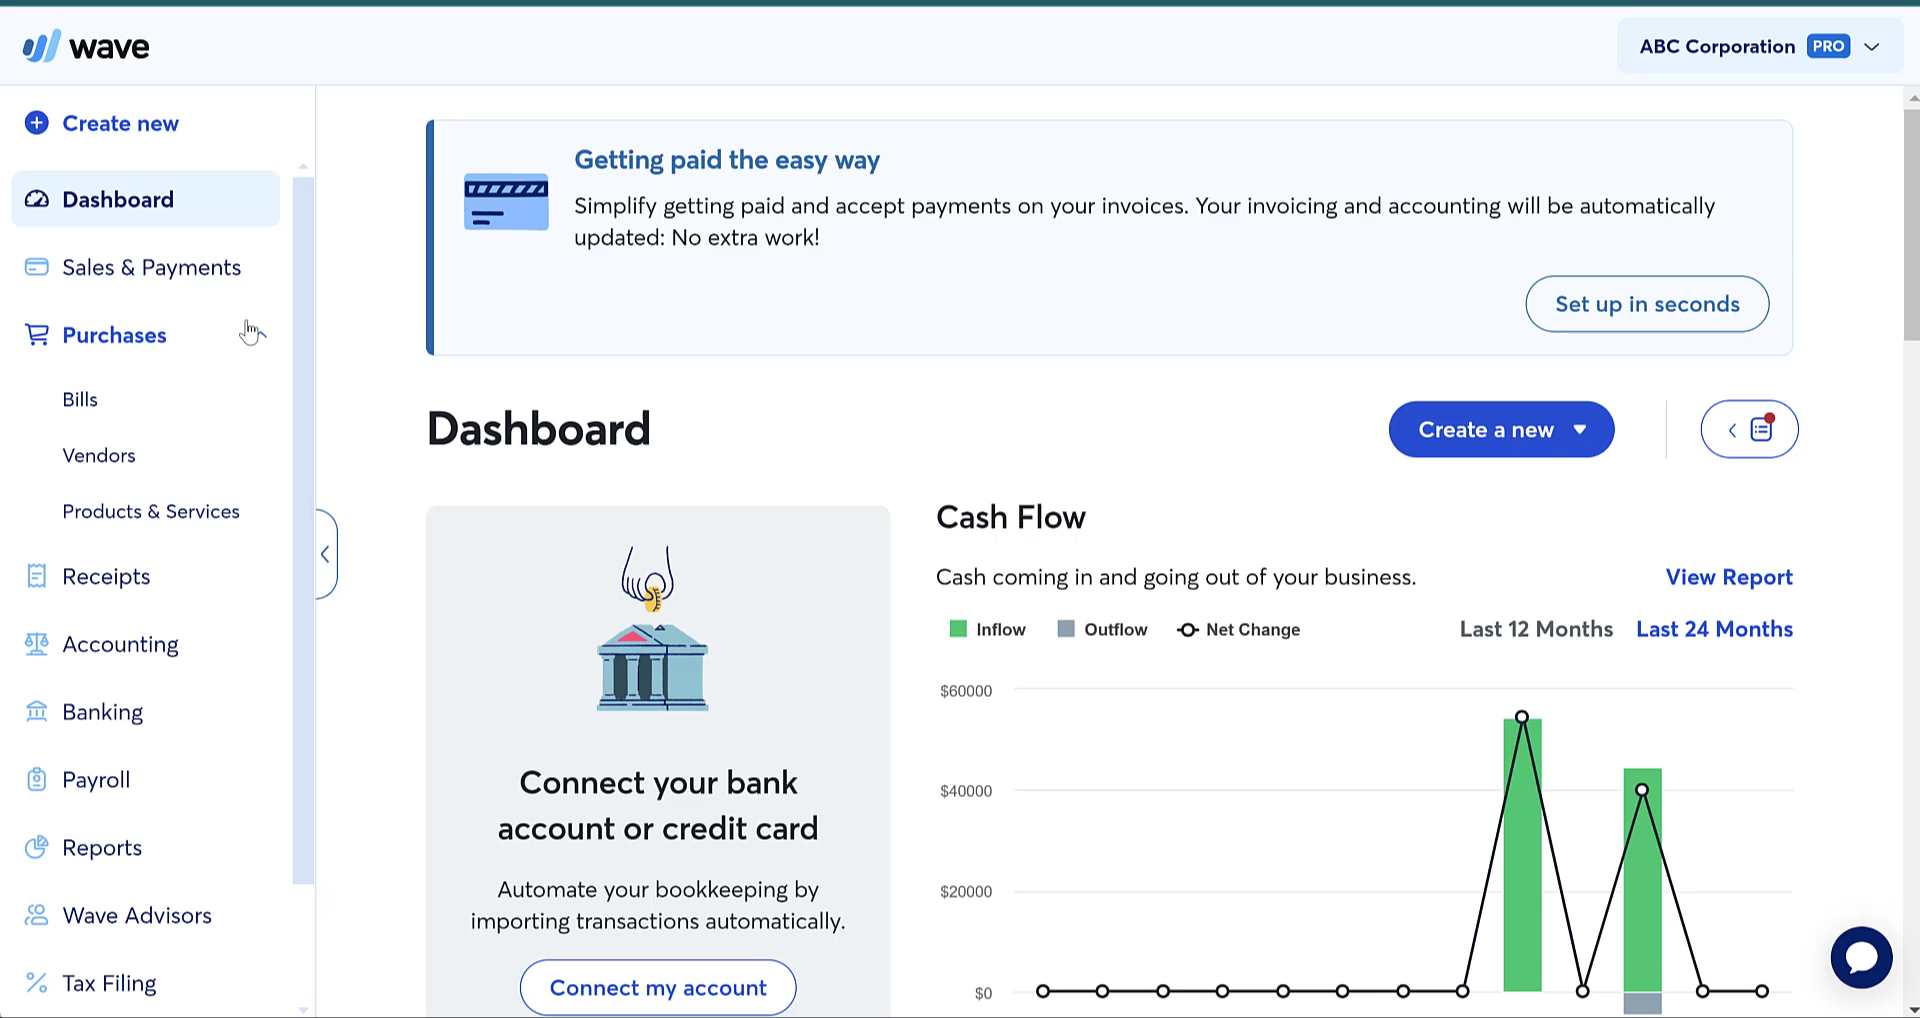 wave
ABC Corporation PRO
Create new
Dashboard
Sales & Payments
Purchases
Bills
Vendors
Products & Services
Receipts
Accounting
Banking
Payroll
Reports
Wave Advisors
Tax Filing
Getting paid the easy way
Simplify getting paid and accept payments on your invoices. Your invoicing and accounting will be automatically
updated: No extra work!
Set up in seconds
Dashboard
Create a new
Connect your bank
account or credit card
Automate your bookkeeping by
importing transactions automatically.
Connect my account
Cash Flow
Cash coming in and going out of your business.
View Report
Inflow Outflow Net Change
Last 12 Months Last 24 Months
$60000
$40000
$20000
$0